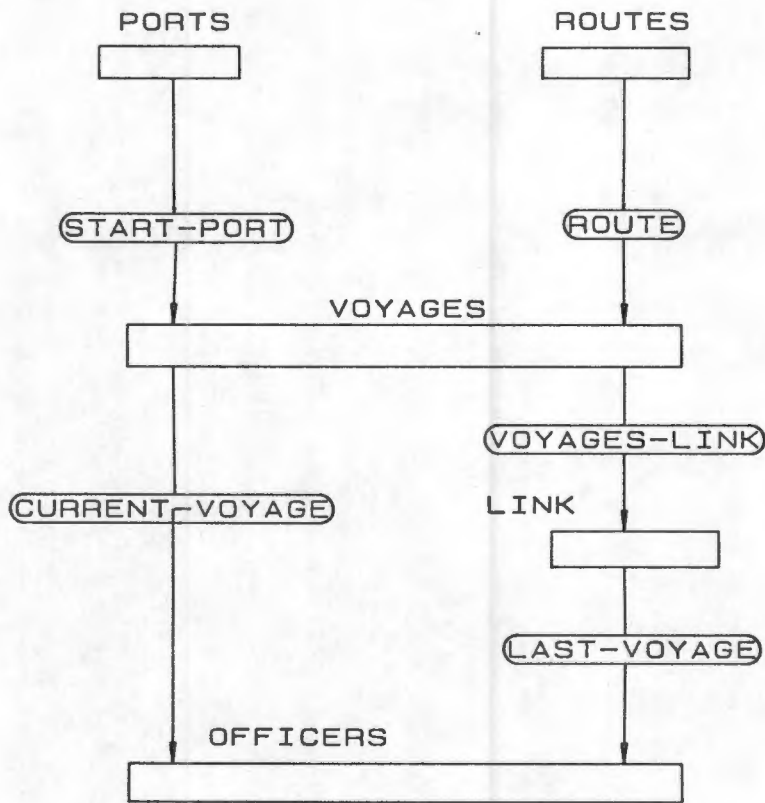 PORTS ROUTES
START-PORT ROUTE
VOYAGES
VOYAGES-LINK
CURRENT-VOYAGE LINK
LAST-VOYAGE
OFFICERS